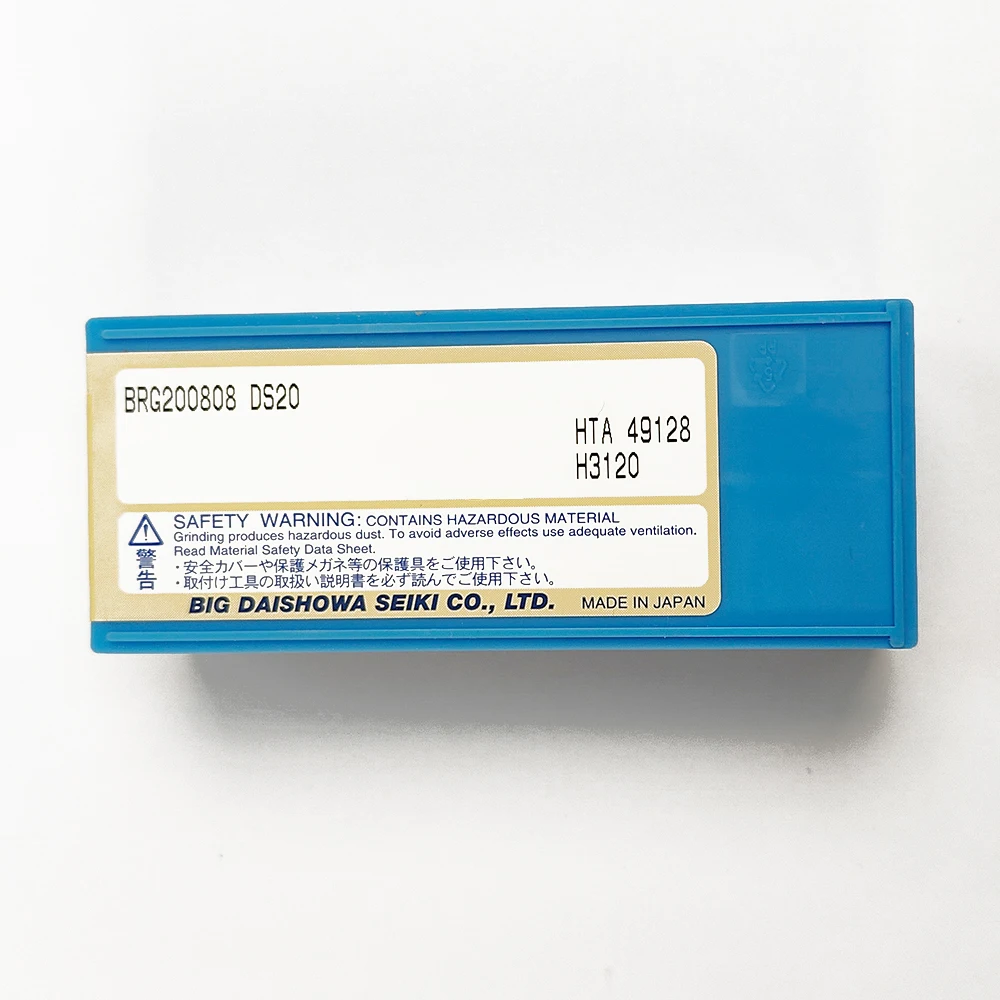 BRG200808 DS20
HTA 49128
H3120
SAFETY WARNING: CONTAINS HAZARDOUS MATERIAL
Grinding produces hazardous dust. To avoid adverse effects use adequate ventilation.
Read Material Safety Data Sheet.
警告
・安全カバーや保護メガネ等の保護具をご使用下さい。
・取付け工具の取扱い説明書を必ず読んでご使用下さい。
BIG DAISHOWA SEIKI CO., LTD. MADE IN JAPAN